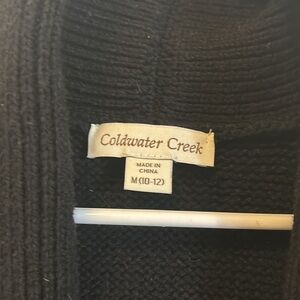 Coldwater Creek
MADE IN
CHINA
M (10-12)